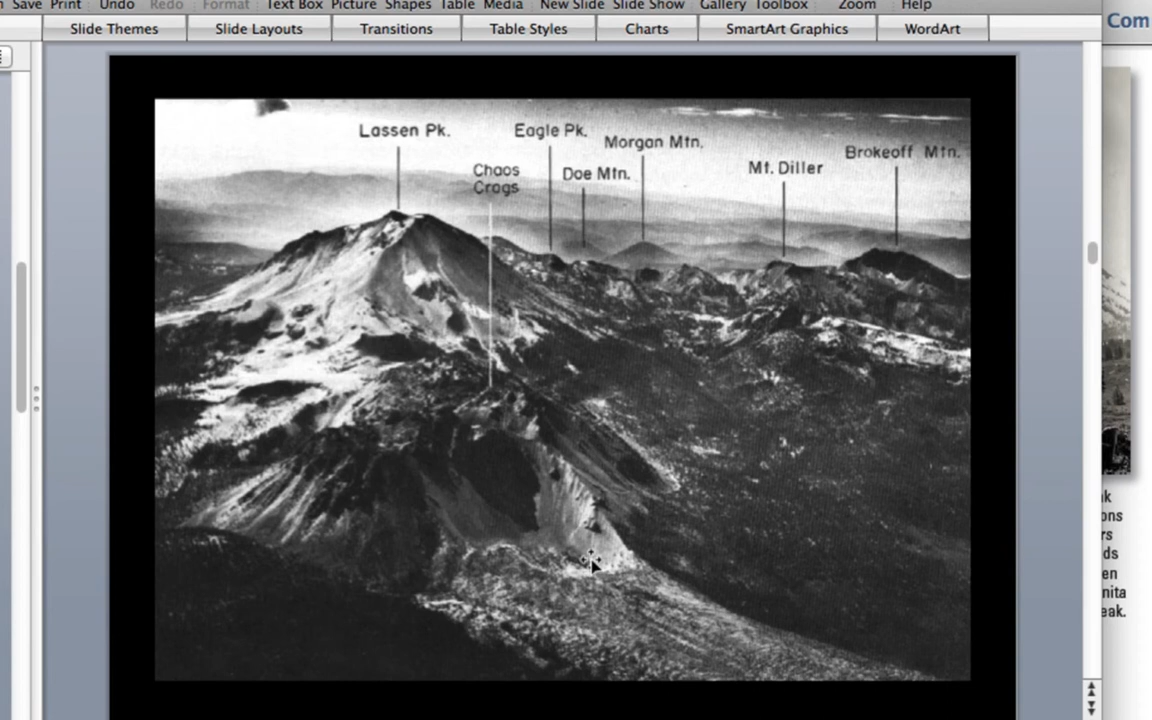 Save Print Undo Redo Format Text Box Picture Shapes Table Media New Slide Slide Show Gallery Toolbox Zoom Help
Slide Themes Slide Layouts Transitions Table Styles Charts SmartArt Graphics WordArt
Com
Lassen Pk.
Eagle Pk.
Morgan Mtn.
Brokeoff Mtn.
Chaos
Crags
Doe Mtn.
Mt. Diller
k
ons
rs
ds
en
nita
eak.